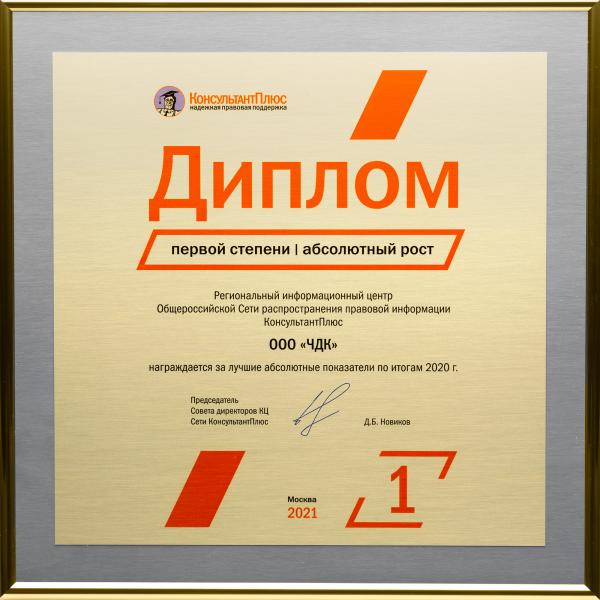 КонсультантПлюс
надежная правовая поддержка
Диплом
первой степени | абсолютный рост
Региональный информационный центр
Общероссийской Сети распространения правовой информации
КонсультантПлюс
ООО «ЧДК»
награждается за лучшие абсолютные показатели по итогам 2020 г.
Председатель
Совета директоров КЦ
Сети КонсультантПлюс
Д.Б. Новиков
Москва
2021
1